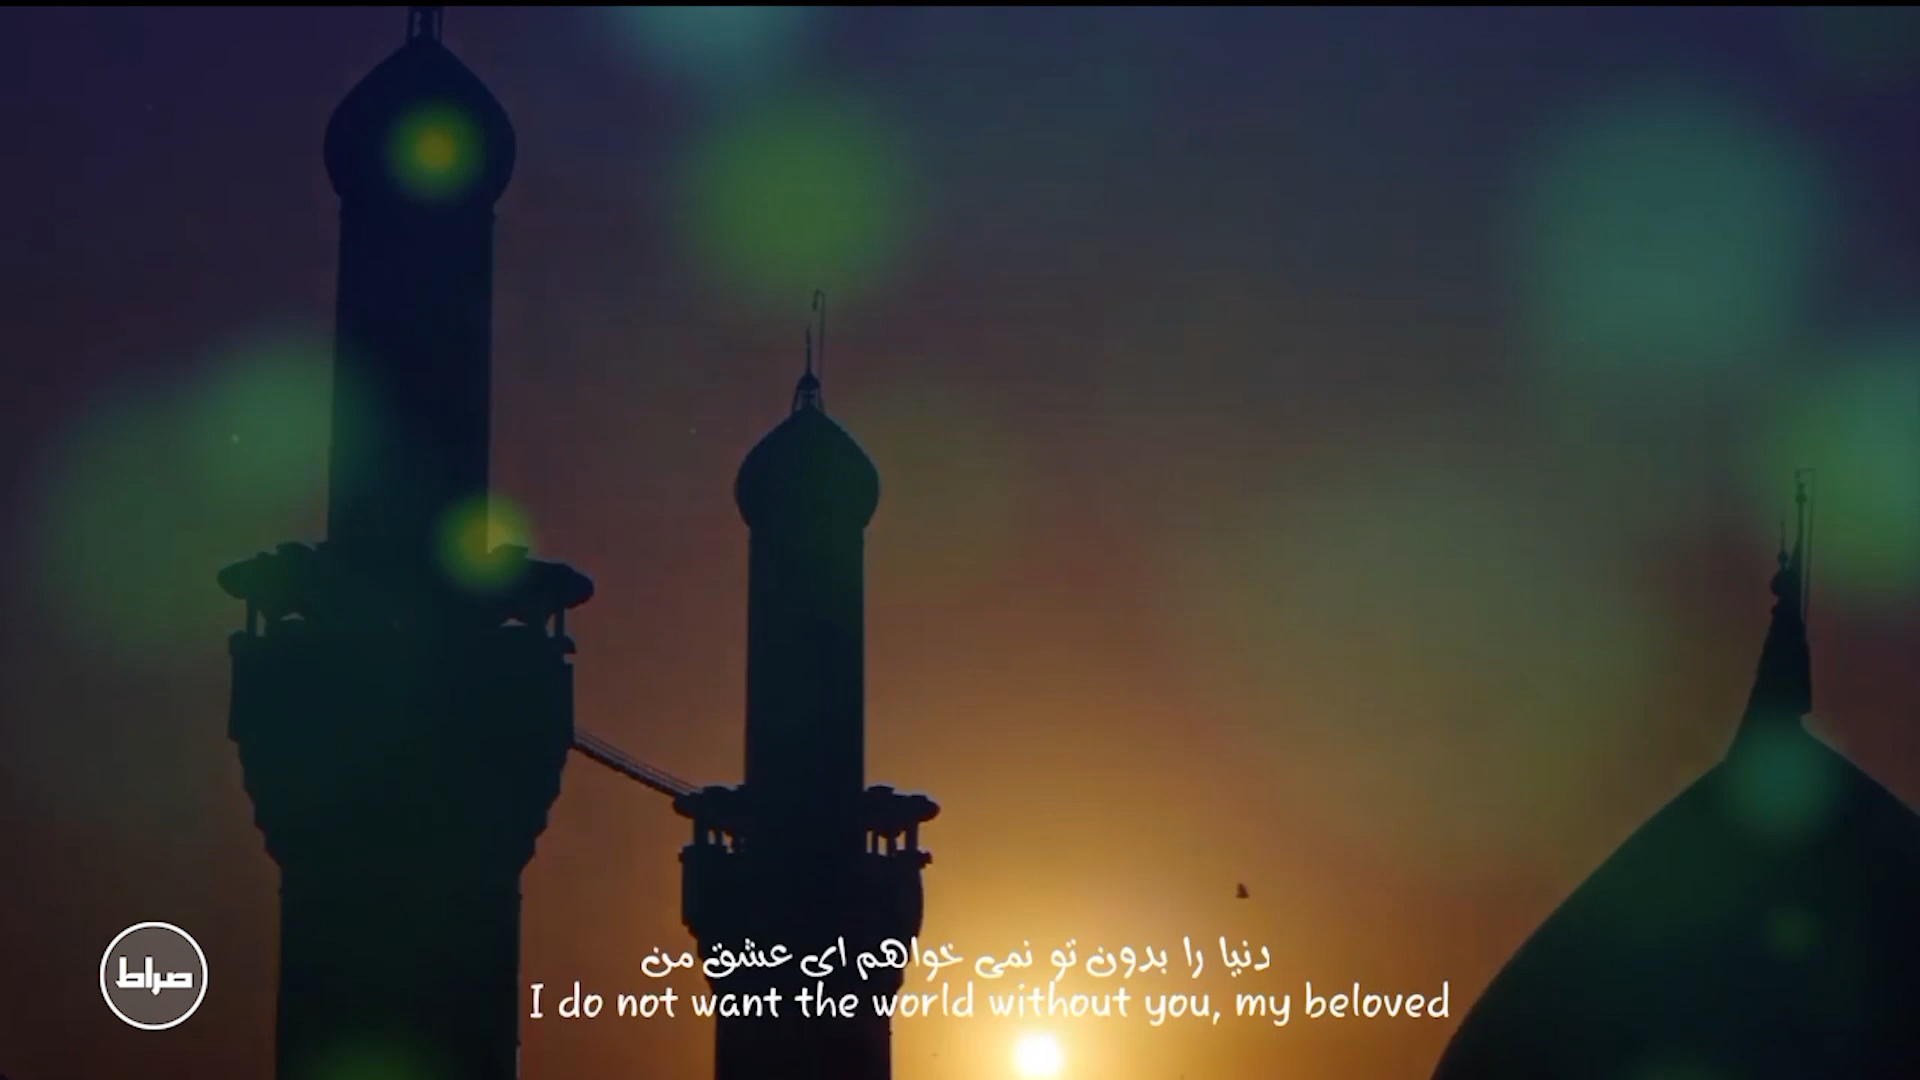 دنیا را بدون تو نمی خواهم ای عشق من
I do not want the world without you, my beloved
صراط